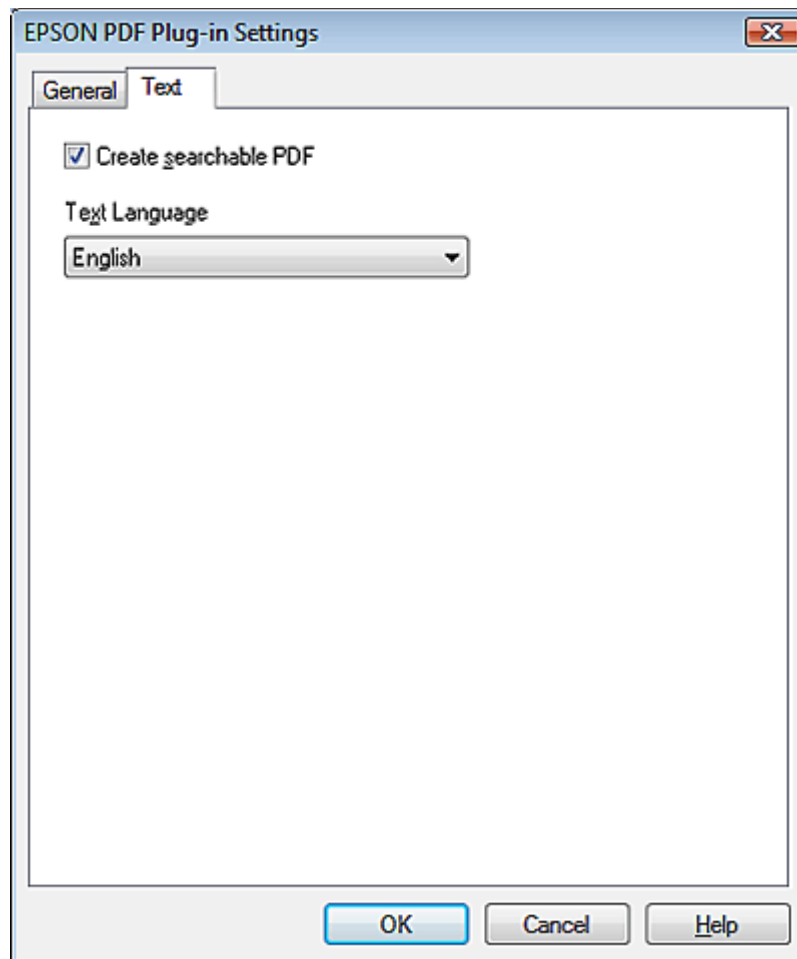 EPSON PDF Plug-in Settings
General Text
Create searchable PDF
Text Language
English
OK Cancel Help